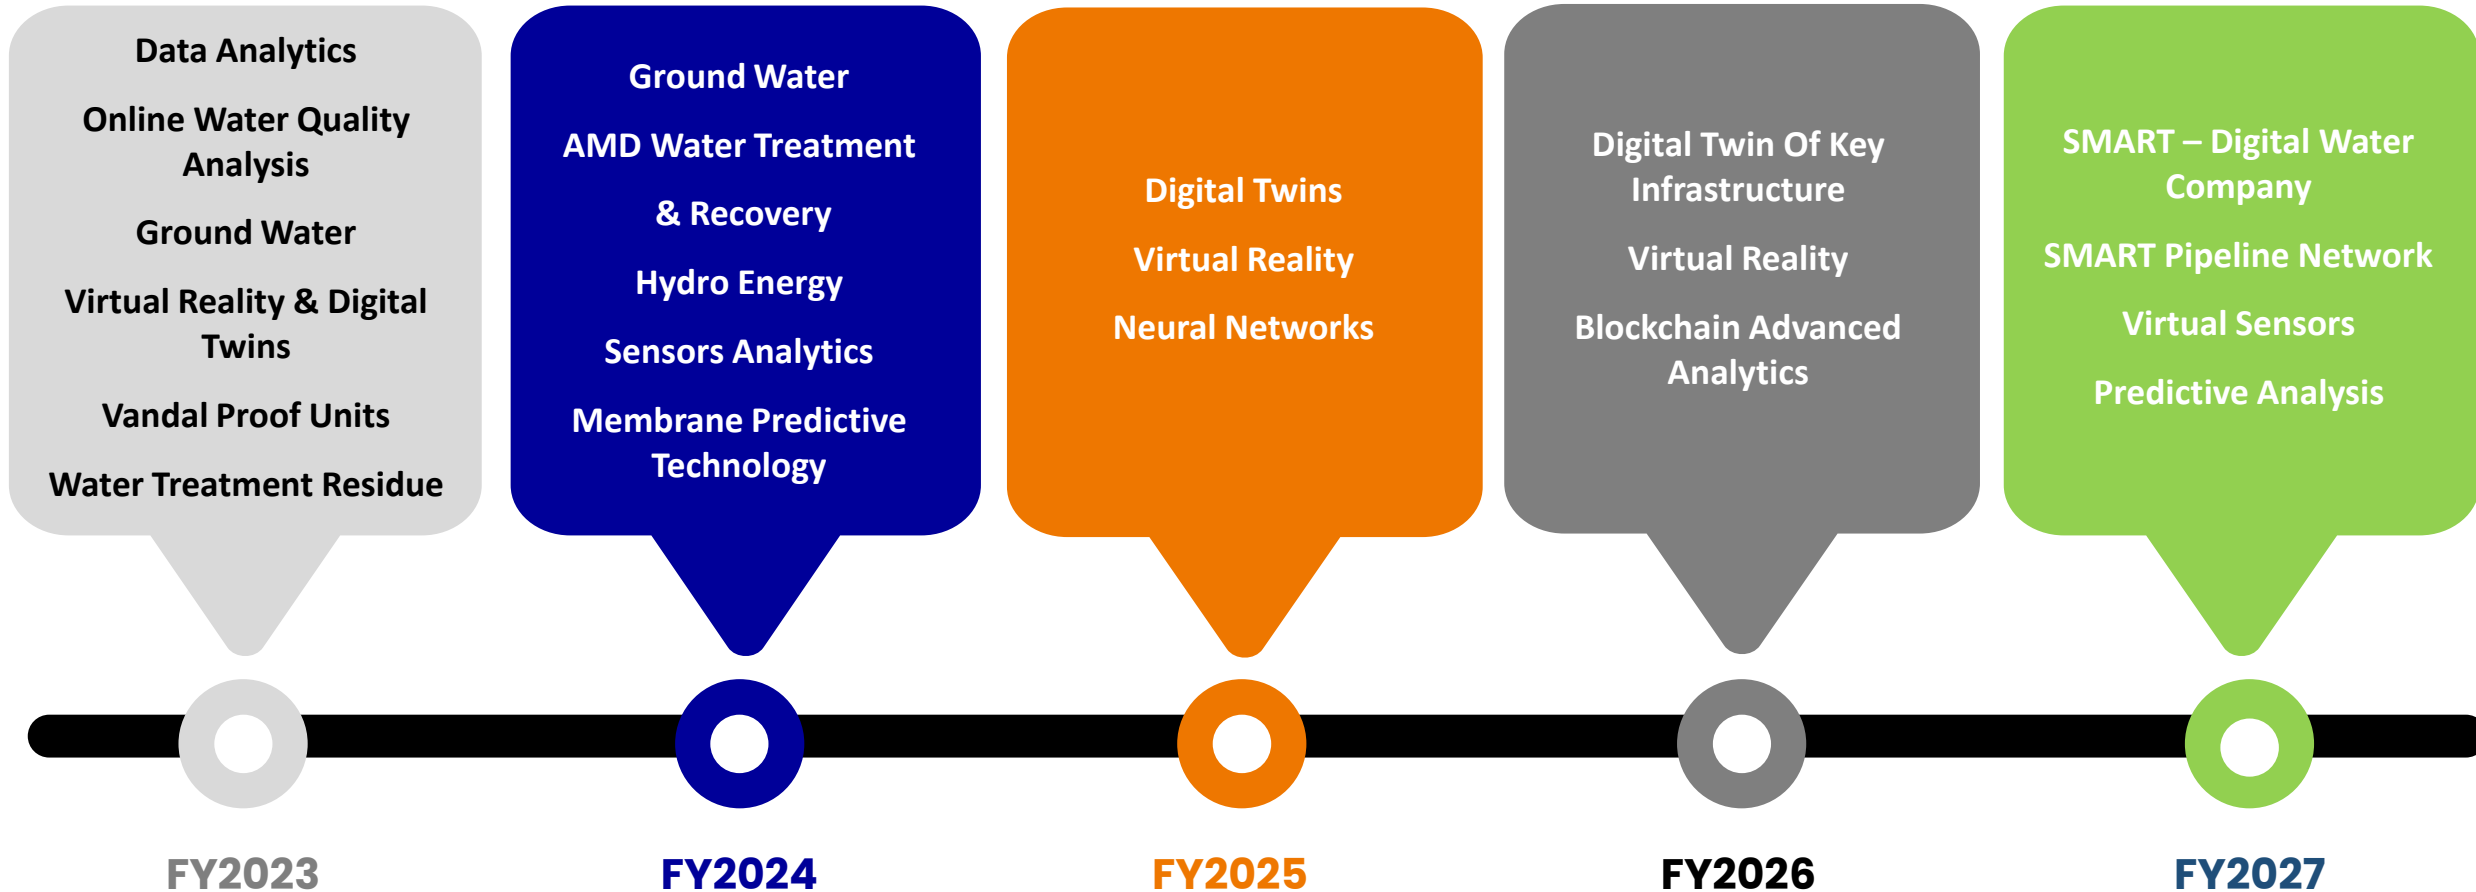 Data Analytics
Online Water Quality
Analysis
Ground Water
Virtual Reality & Digital
Twins
Vandal Proof Units
Water Treatment Residue
Ground Water
AMD Water Treatment
& Recovery
Hydro Energy
Sensors Analytics
Membrane Predictive
Technology
Digital Twins
Virtual Reality
Neural Networks
Digital Twin Of Key
Infrastructure
Virtual Reality
Blockchain Advanced
Analytics
SMART – Digital Water
Company
SMART Pipeline Network
Virtual Sensors
Predictive Analysis
FY2023
FY2024
FY2025
FY2026
FY2027